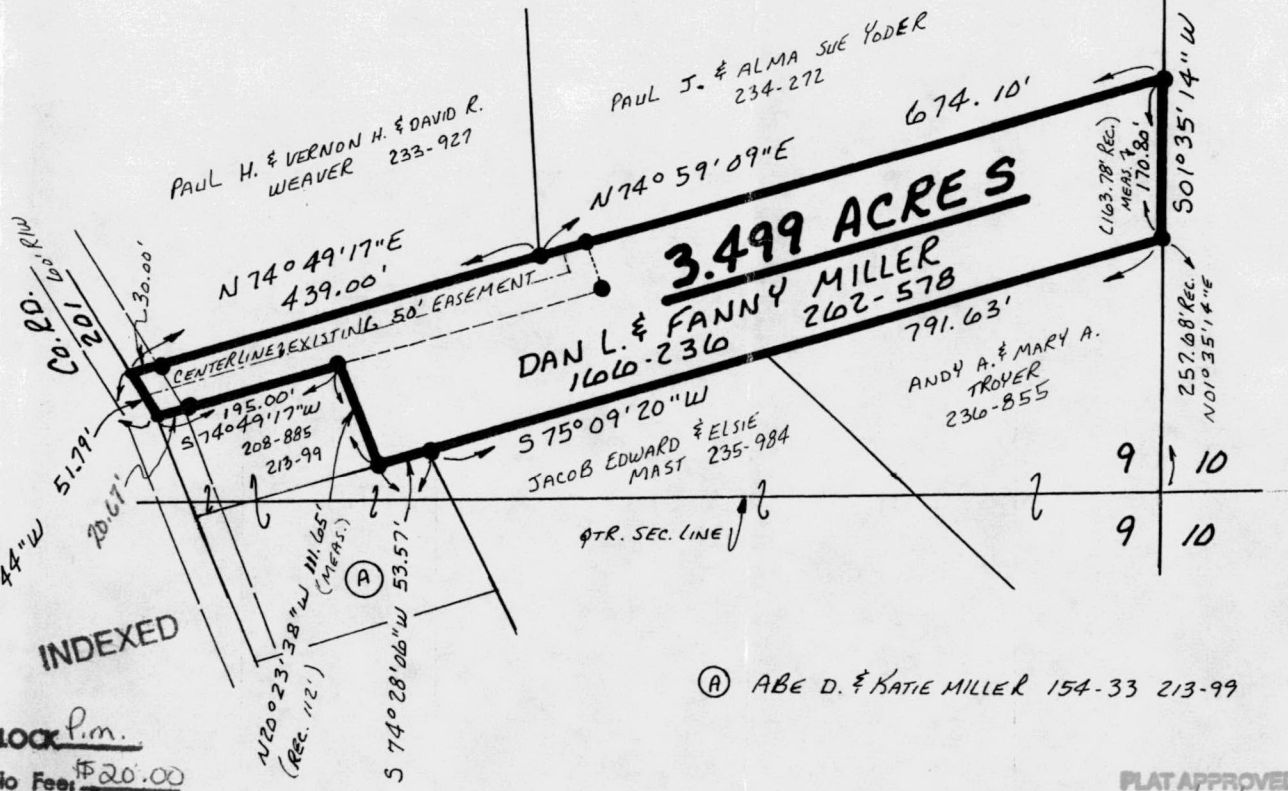 PAUL H. & VERNON H. & DAVID R.
WEAVER 233-927
PAUL J. & ALMA SUE YODER
234-272
674.10'
N74°59'09"E
S01°35'14"W
(163.78' REC.)
MEAS. 170.80'
CO. RD.
201 60' R/W
30.00'
N74°49'17"E
439.00'
CENTERLINE EXISTING 50' EASEMENT
3.499 ACRES
DAN L. & FANNY MILLER
166-236 262-578
791.63'
ANDY A. & MARY A.
TROYER
236-855
257.68' REC.
N01°35'14"E
51.79'
195.00'
S74°49'17"W
208-885
213-99
20.67'
S 75°09'20"W
JACOB EDWARD & ELSIE
MAST 235-984
9 10
QTR. SEC. LINE
9 10
44"W
N20°23'38"W 111.65'
(REC. 112') (MEAS.)
A
S 74°28'06"W 53.57'
INDEXED
A ABE D. & KATIE MILLER 154-33 213-99
LOCK P.m.
io Fee: $20.00
PLAT APPROVED